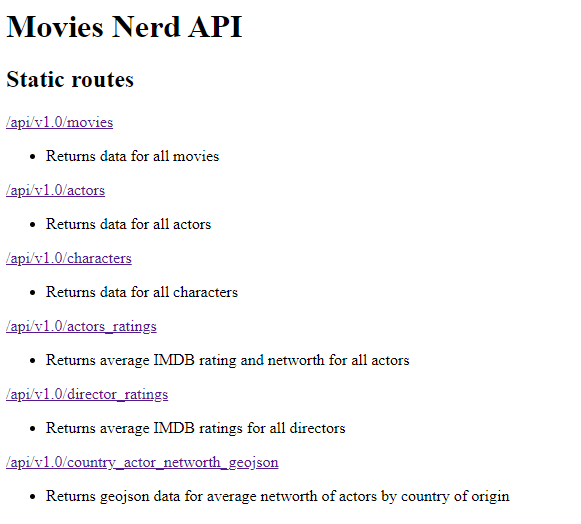 Movies Nerd API
Static routes
/api/v1.0/movies
• Returns data for all movies
/api/v1.0/actors
• Returns data for all actors
/api/v1.0/characters
• Returns data for all characters
/api/v1.0/actors_ratings
• Returns average IMDB rating and networth for all actors
/api/v1.0/director_ratings
• Returns average IMDB ratings for all directors
/api/v1.0/country_actor_networth_geojson
• Returns geojson data for average networth of actors by country of origin